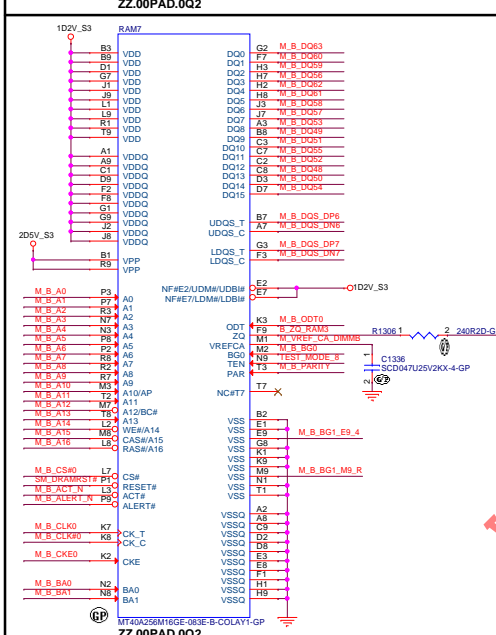 ZZ.00PAD.0Q2
1D2V_S3
RAM7
B3 VDD DQ0 G2 M_B_DQ63
B9 VDD DQ1 F7 M_B_DQ60
D1 VDD DQ2 H3 M_B_DQ59
G7 VDD DQ3 H7 M_B_DQ56
J1 VDD DQ4 H2 M_B_DQ62
J9 VDD DQ5 H8 M_B_DQ61
L1 VDD DQ6 J3 M_B_DQ58
L9 VDD DQ7 J7 M_B_DQ57
R1 VDD DQ8 A3 M_B_DQ53
T9 VDD DQ9 B8 M_B_DQ49
DQ10 C3 M_B_DQ51
A1 VDDQ DQ11 C7 M_B_DQ55
A9 VDDQ DQ12 C2 M_B_DQ52
C1 VDDQ DQ13 C8 M_B_DQ48
D9 VDDQ DQ14 D3 M_B_DQ50
F2 VDDQ DQ15 D7 M_B_DQ54
F8 VDDQ
G1 VDDQ
G9 VDDQ UDQS_T B7 M_B_DQS_DP6
J2 VDDQ UDQS_C A7 M_B_DQS_DN6
J8 VDDQ
2D5V_S3
LDQS_T G3 M_B_DQS_DP7
B1 VPP LDQS_C F3 M_B_DQS_DN7
R9 VPP
NF#E2/UDM#/UDBI# E2 1D2V_S3
NF#E7/LDM#/LDBI# E7
M_B_A0 P3 A0
M_B_A1 P7 A1
M_B_A2 R3 A2
M_B_A3 N7 A3 ODT K3 M_B_ODT0
M_B_A4 N3 A4 ZQ F9 B_ZQ_RAM3 R1306 1 2 240R2D-G
M_B_A5 P8 A5 VREFCA M1 M_VREF_CA_DIMMB
M_B_A6 P2 A6 BG0 M2 M_B_BG0
M_B_A7 R8 A7 TEN N9 TEST_MODE_8
M_B_A8 R2 A8 PAR T3 M_B_PARITY
1 C1336
SCD047U25V2KX-4-GP
2
M_B_A9 R7 A9
M_B_A10 M3 A10/AP NC#T7 T7
M_B_A11 T2 A11
M_B_A12 M7 A12/BC#
M_B_A13 T8 A13
M_B_A14 L2 WE#/A14
M_B_A15 M8 CAS#/A15
M_B_A16 L8 RAS#/A16
VSS B2
VSS E1
VSS E9 M_B_BG1_E9_4
VSS G8
VSS K1
VSS K9
VSS M9 M_B_BG1_M9_R
VSS N1
VSS T1
M_B_CS#0 L7 CS#
SM_DRAMRST# P1 RESET#
M_B_ACT_N L3 ACT#
M_B_ALERT_N P9 ALERT#
M_B_CLK0 K7 CK_T
M_B_CLK#0 K8 CK_C
M_B_CKE0 K2 CKE
M_B_BA0 N2 BA0
M_B_BA1 N8 BA1
VSSQ A2
VSSQ A8
VSSQ C9
VSSQ D2
VSSQ D8
VSSQ E3
VSSQ E8
VSSQ F1
VSSQ H1
VSSQ H9
GP
MT40A256M16GE-083E-B-COLAY1-GP
ZZ.00PAD.0Q2